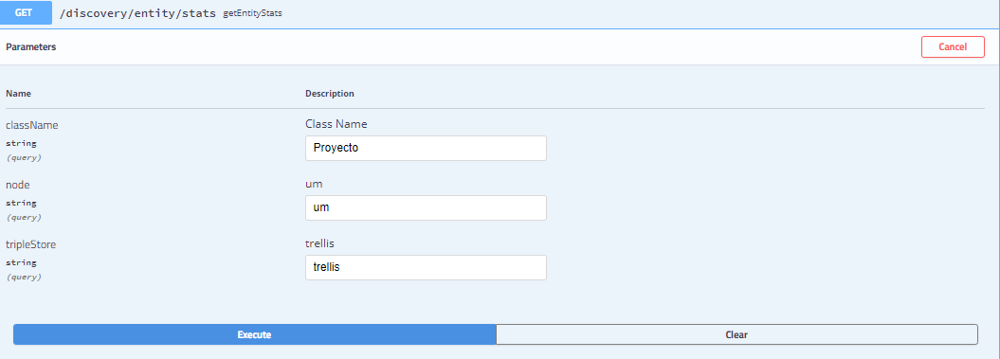 GET /discovery/entity/stats getEntityStats
Parameters Cancel
Name Description
className Class Name
string Proyecto
(query)
node um
string um
(query)
tripleStore trellis
string trellis
(query)
Execute Clear